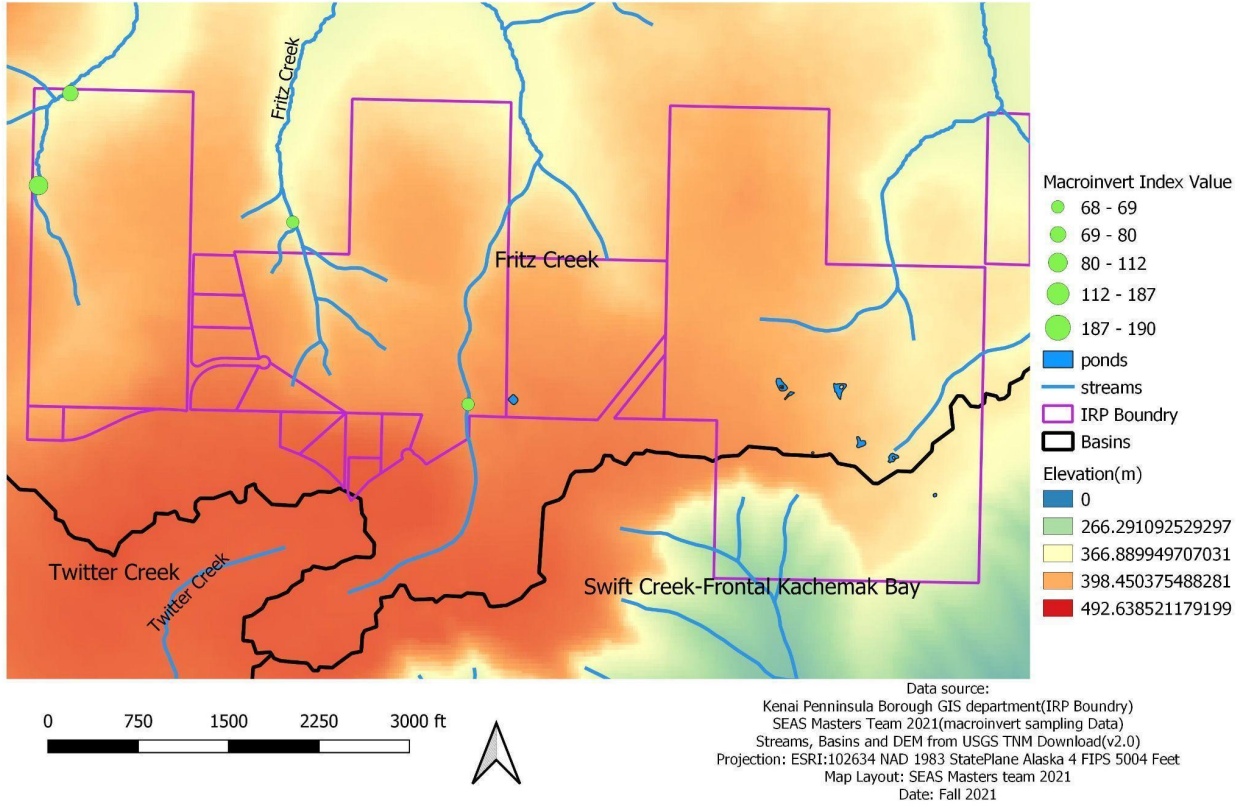 Fritz Creek
Fritz Creek
Twitter Creek
Twitter Creek
Swift Creek-Frontal Kachemak Bay
Macroinvert Index Value
68 - 69
69 - 80
80 - 112
112 - 187
187 - 190
ponds
streams
IRP Boundry
Basins
Elevation(m)
0
266.291092529297
366.889949707031
398.450375488281
492.638521179199
0 750 1500 2250 3000 ft
Data source:
Kenai Penninsula Borough GIS department(IRP Boundry)
SEAS Masters Team 2021(macroinvert sampling Data)
Streams, Basins and DEM from USGS TNM Download(v2.0)
Projection: ESRI:102634 NAD 1983 StatePlane Alaska 4 FIPS 5004 Feet
Map Layout: SEAS Masters team 2021
Date: Fall 2021